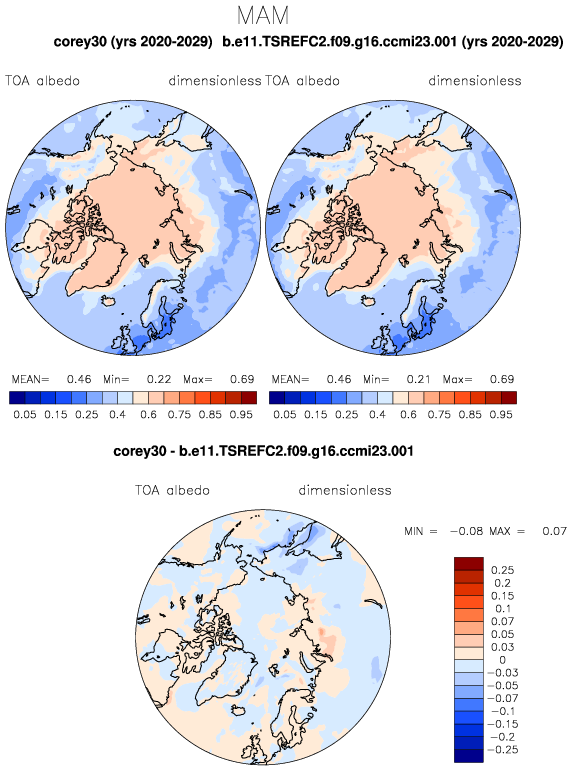 MAM
corey30 (yrs 2020-2029) b.e11.TSREFC2.f09.g16.ccmi23.001 (yrs 2020-2029)
TOA albedo dimensionless TOA albedo dimensionless
MEAN= 0.46 Min= 0.22 Max= 0.69 MEAN= 0.46 Min= 0.21 Max= 0.69
0.05 0.15 0.25 0.4 0.6 0.75 0.85 0.95 0.05 0.15 0.25 0.4 0.6 0.75 0.85 0.95
corey30 - b.e11.TSREFC2.f09.g16.ccmi23.001
TOA albedo dimensionless
MIN = -0.08 MAX = 0.07
0.25
0.2
0.15
0.1
0.07
0.05
0.03
0
-0.03
-0.05
-0.07
-0.1
-0.15
-0.2
-0.25